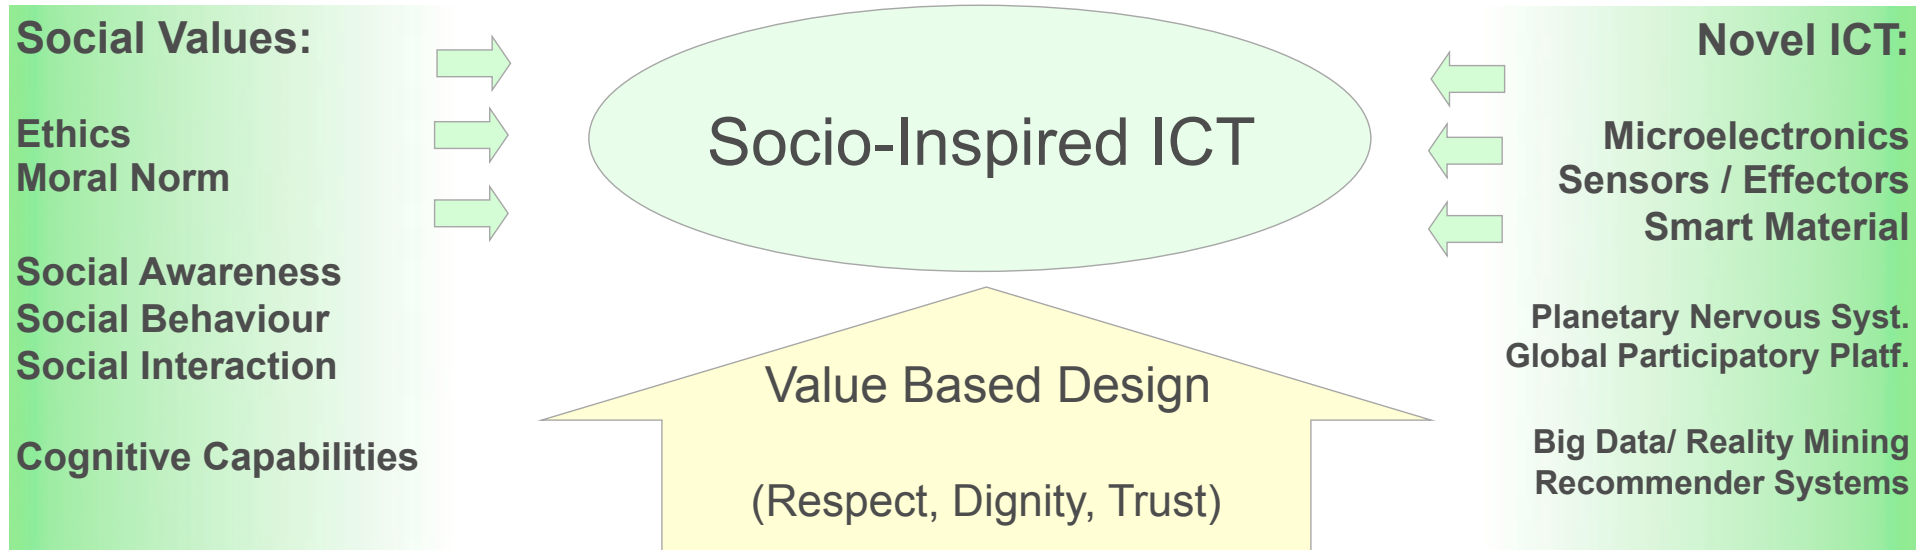 Social Values:
Ethics
Moral Norm
Social Awareness
Social Behaviour
Social Interaction
Cognitive Capabilities
Socio-Inspired ICT
Value Based Design
(Respect, Dignity, Trust)
Novel ICT:
Microelectronics
Sensors / Effectors
Smart Material
Planetary Nervous Syst.
Global Participatory Platf.
Big Data/ Reality Mining
Recommender Systems